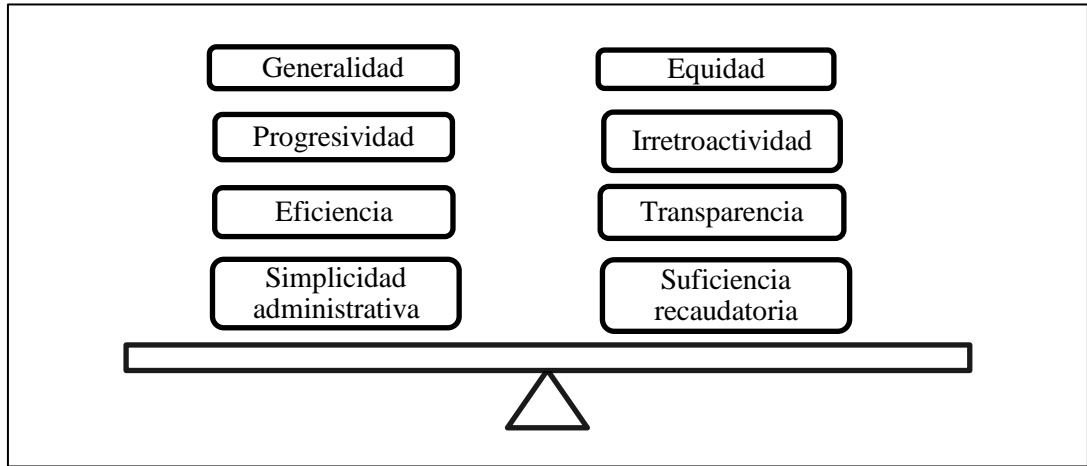 Generalidad
Equidad
Progresividad
Irretroactividad
Eficiencia
Transparencia
Simplicidad
administrativa
Suficiencia
recaudatoria